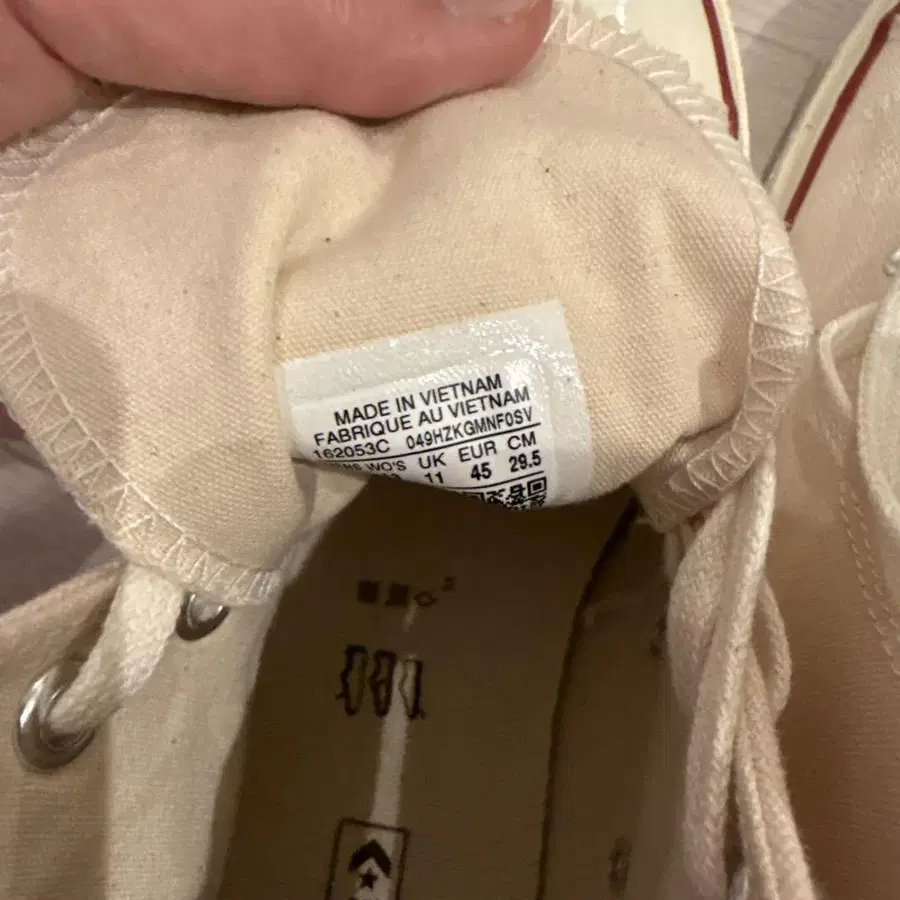 MADE IN VIETNAM
FABRIQUE AU VIETNAM
162053C 049HZKGMNF0SV
WO'S UK EUR CM
11 45 29.5